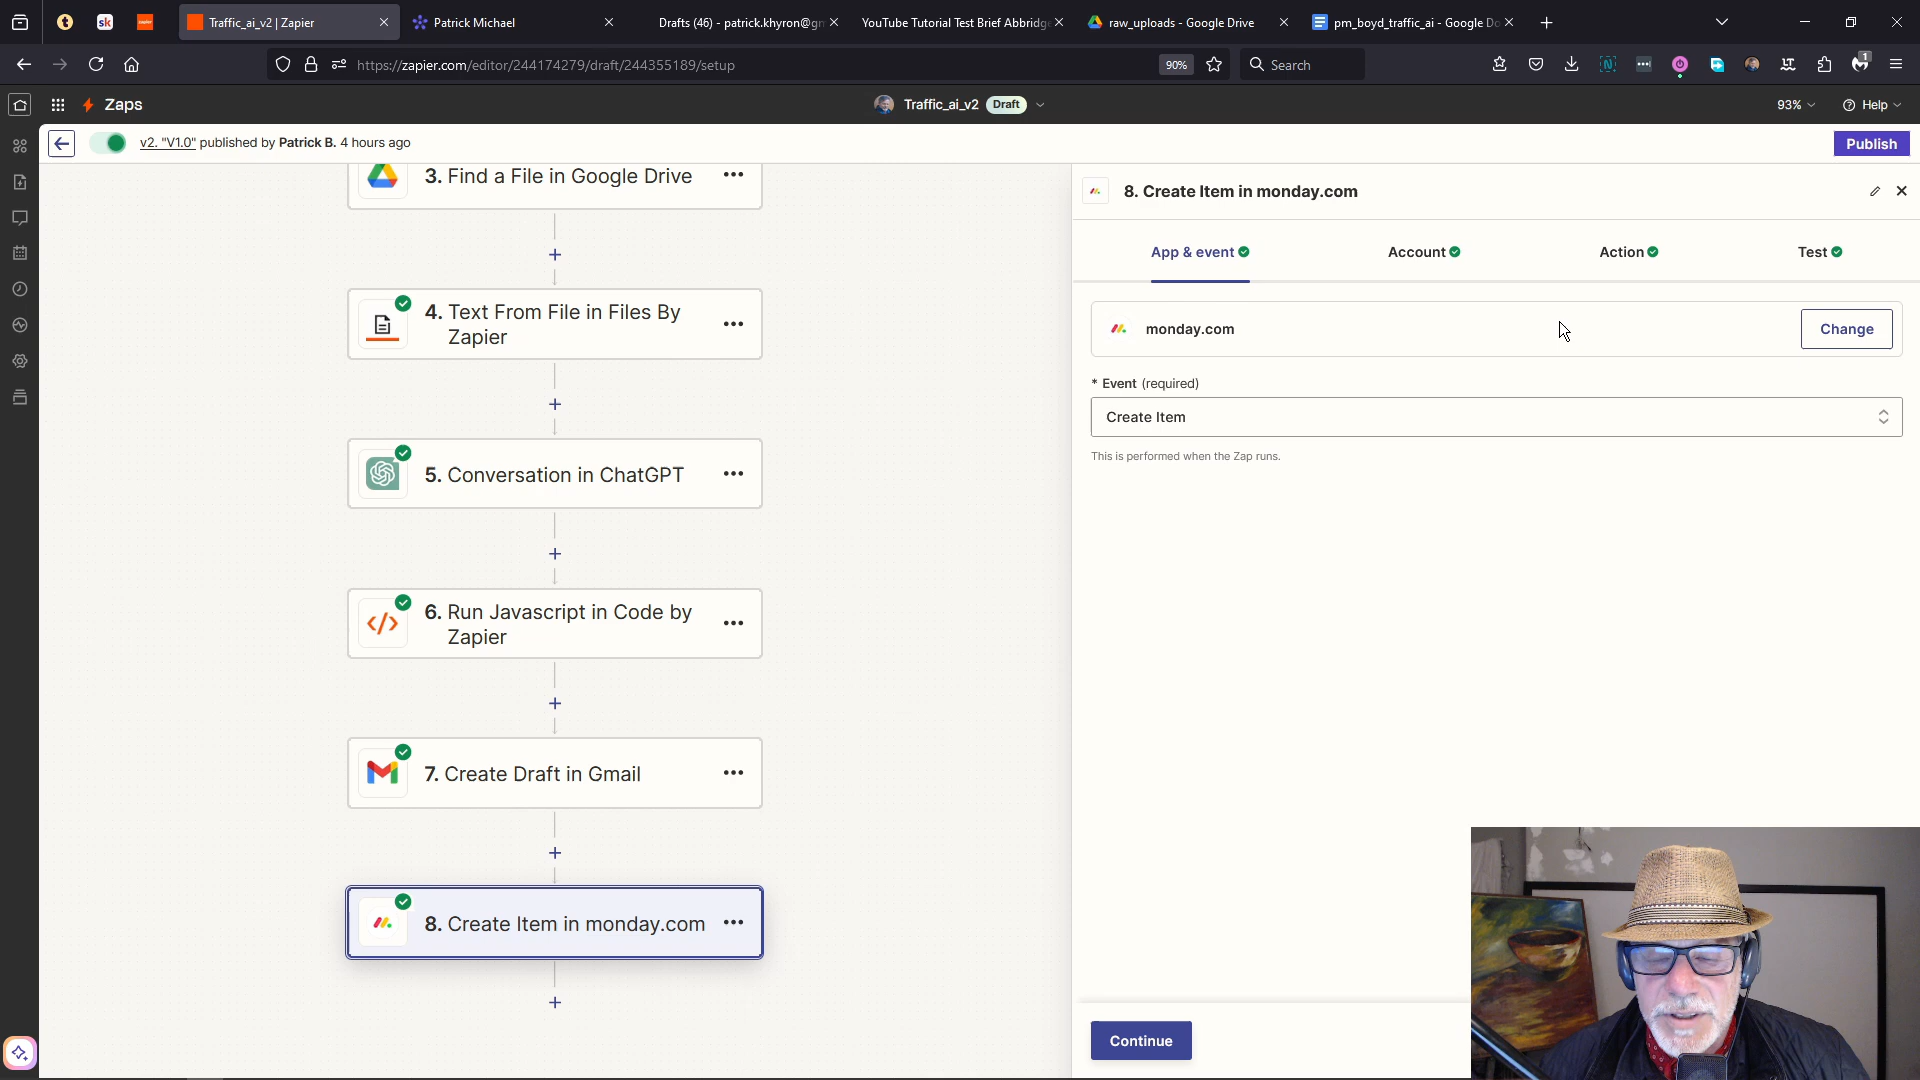 Traffic_ai_v2 | Zapier
Patrick Michael
Drafts (46) - patrick.khyron@gm
YouTube Tutorial Test Brief Abbridge
raw_uploads - Google Drive
pm_boyd_traffic_ai - Google Do
https://zapier.com/editor/244174279/draft/244355189/setup
90%
Search
1
Zaps
Traffic_ai_v2 Draft
93%
Help
v2. "V1.0" published by Patrick B. 4 hours ago
Publish
3. Find a File in Google Drive
4. Text From File in Files By
Zapier
5. Conversation in ChatGPT
6. Run Javascript in Code by
Zapier
7. Create Draft in Gmail
8. Create Item in monday.com
8. Create Item in monday.com
App & event
Account
Action
Test
monday.com
Change
* Event (required)
Create Item
This is performed when the Zap runs.
Continue